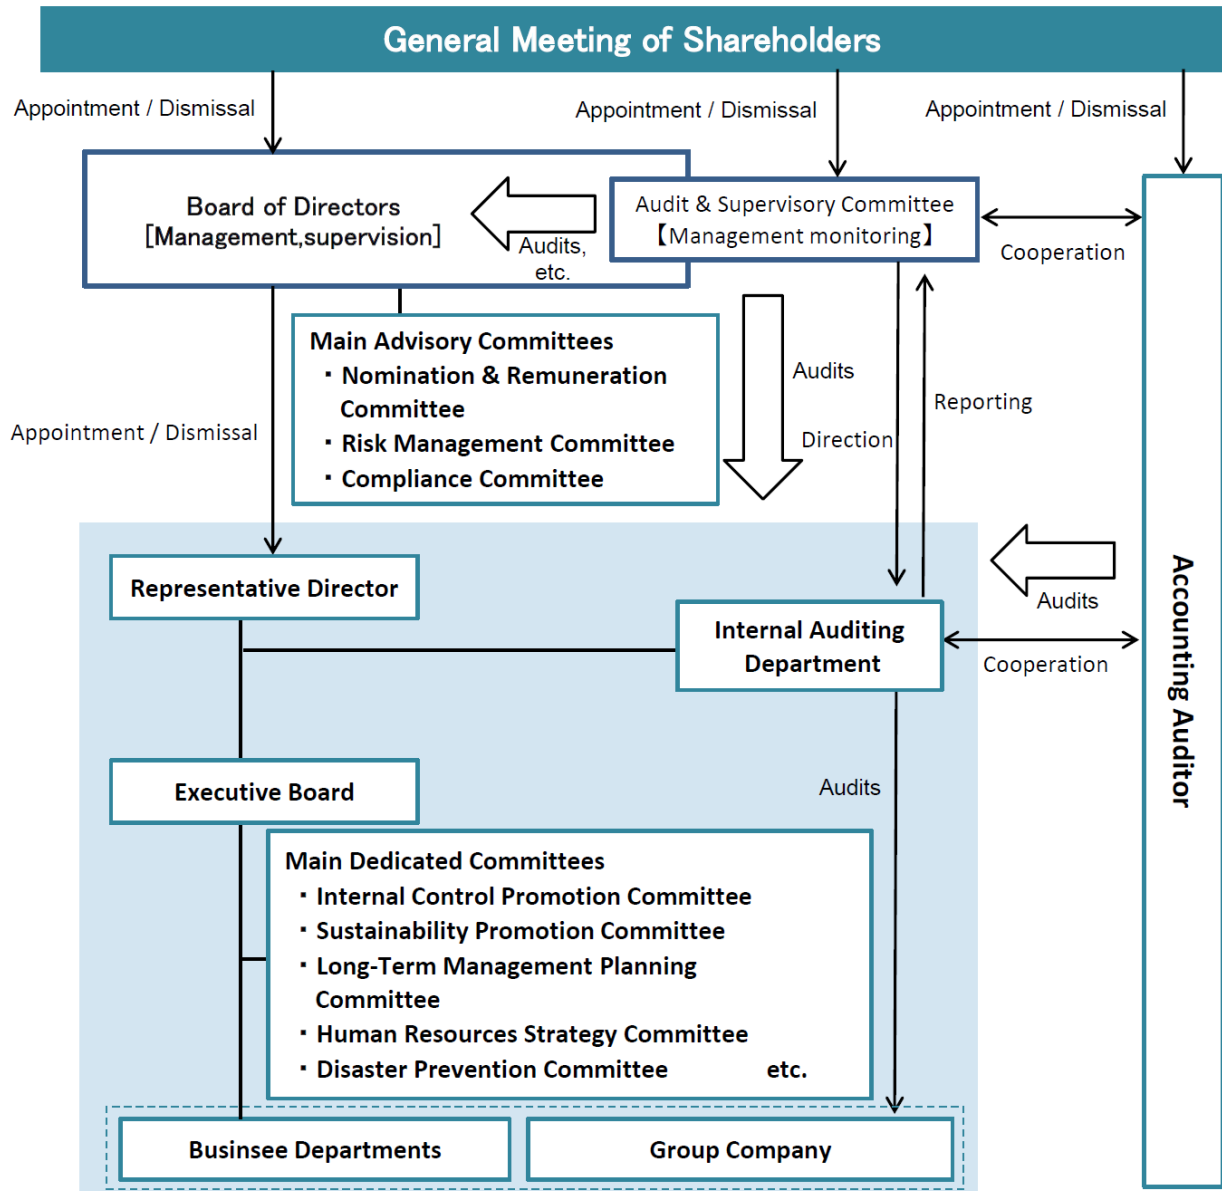 General Meeting of Shareholders
Appointment / Dismissal
Appointment / Dismissal
Appointment / Dismissal
Board of Directors
[Management,supervision]
Audits,
etc.
Audit & Supervisory Committee
【Management monitoring】
Cooperation
Main Advisory Committees
・Nomination & Remuneration
Committee
・Risk Management Committee
・Compliance Committee
Appointment / Dismissal
Audits
Direction
Reporting
Representative Director
Internal Auditing
Department
Audits
Cooperation
Accounting Auditor
Executive Board
Audits
Main Dedicated Committees
・Internal Control Promotion Committee
・Sustainability Promotion Committee
・Long-Term Management Planning
Committee
・Human Resources Strategy Committee
・Disaster Prevention Committee etc.
Businsee Departments
Group Company